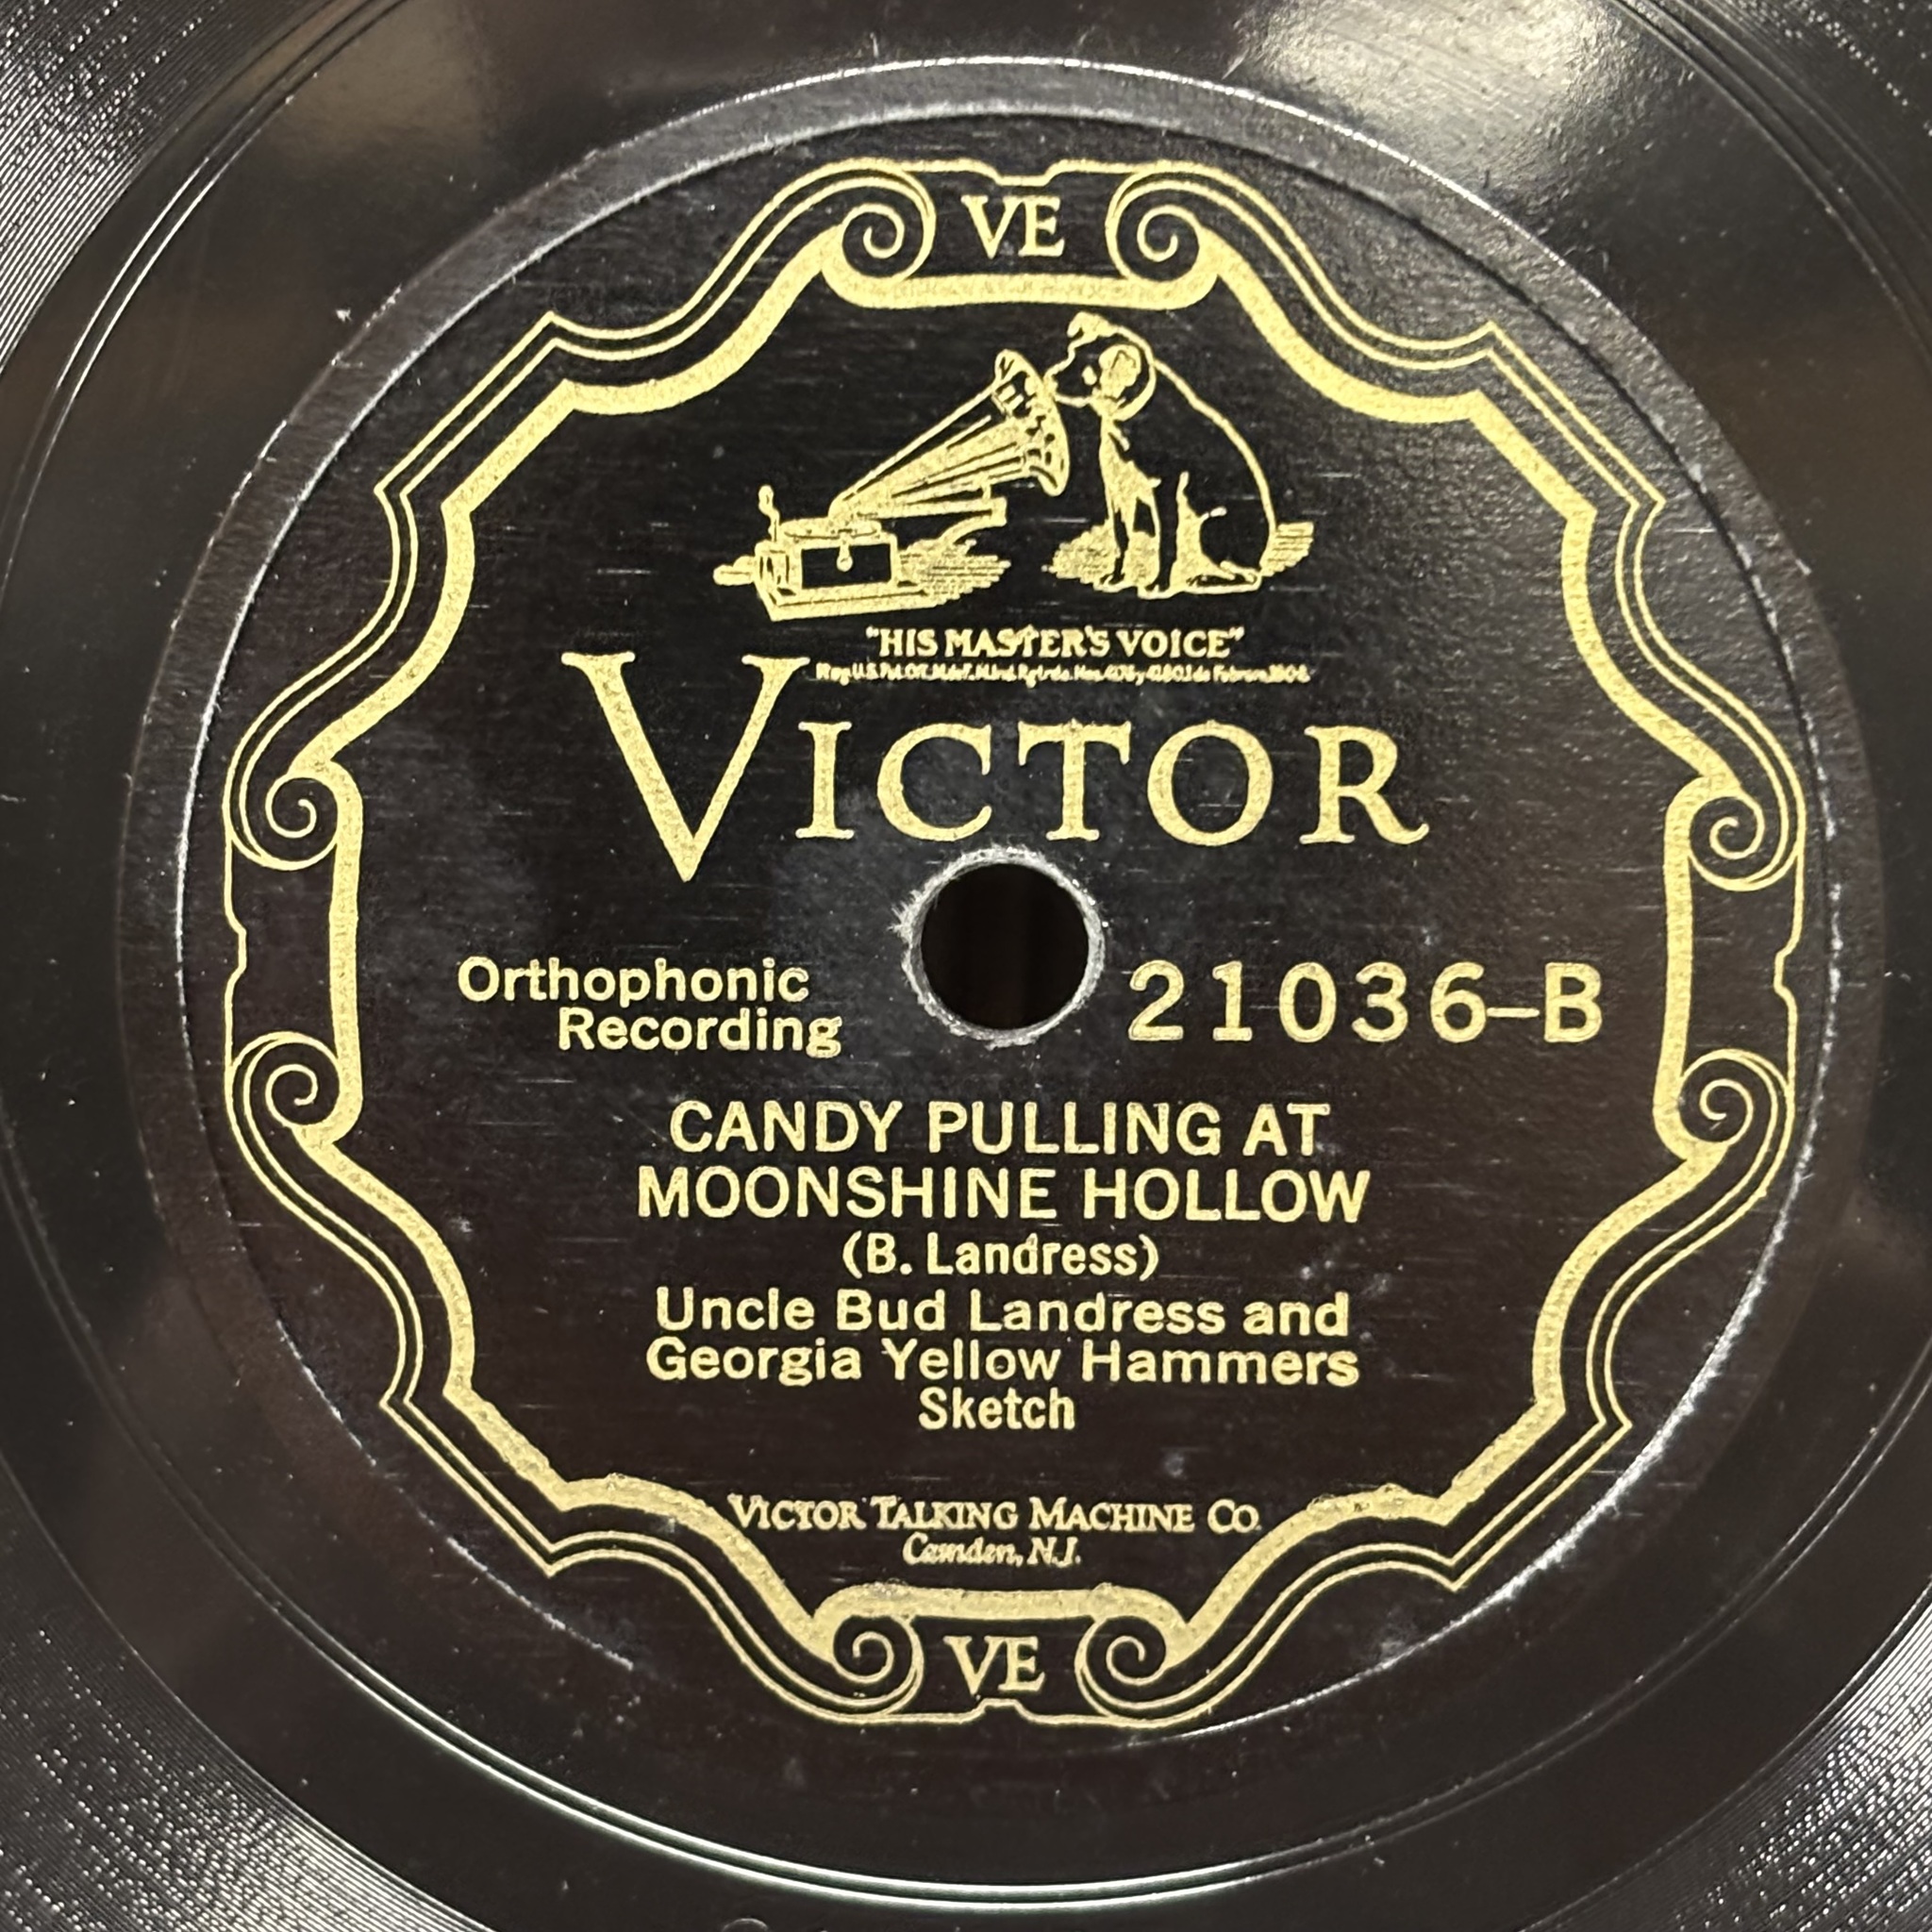 VE
"HIS MASTER'S VOICE"
VICTOR
Orthophonic
Recording
21036-B
CANDY PULLING AT
MOONSHINE HOLLOW
(B. Landress)
Uncle Bud Landress and
Georgia Yellow Hammers
Sketch
VICTOR TALKING MACHINE CO.
Camden, N.J.
VE